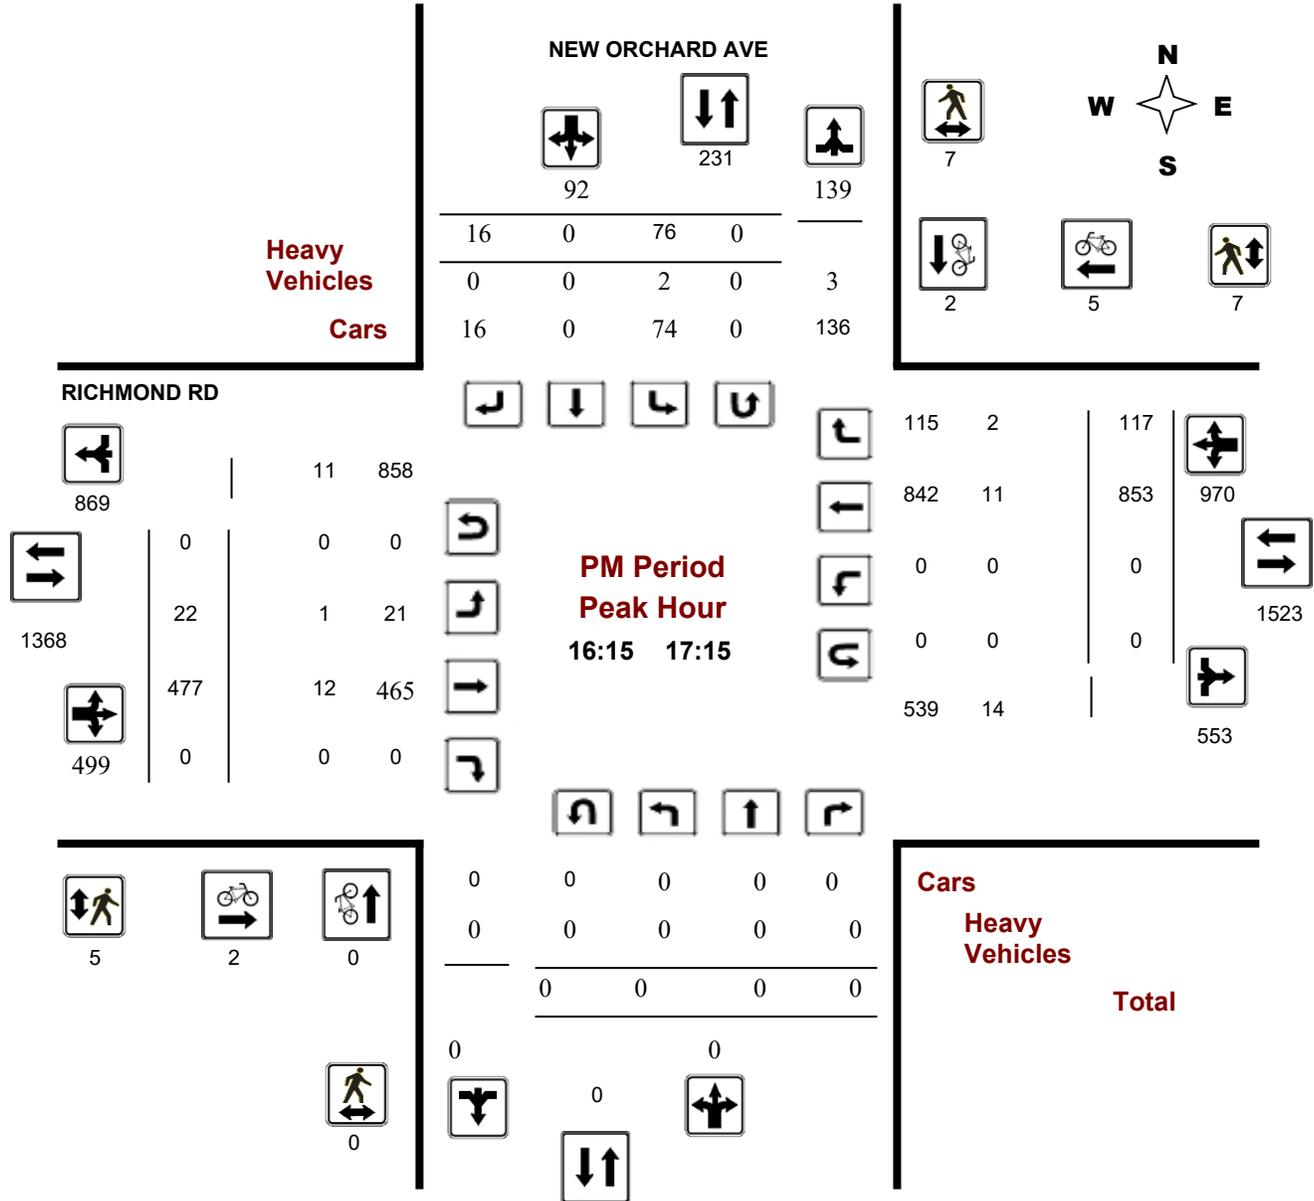 NEW ORCHARD AVE
N
W E
S
231
7
92 139
16 0 76 0
Heavy
Vehicles
0 0 2 0 3
2 5 7
Cars
16 0 74 0 136
RICHMOND RD
115 2 117
11 858
869
842 11 853 970
0 0 0
PM Period
0 0 0
Peak Hour
22 1 21
1368
1523
16:15 17:15
0 0 0
477 12 465
539 14
553
499
0 0 0
0 0 0 0 0
Cars
0 0 0 0 0
Heavy
Vehicles
5 2 0
0 0 0 0
Total
0 0
0
0